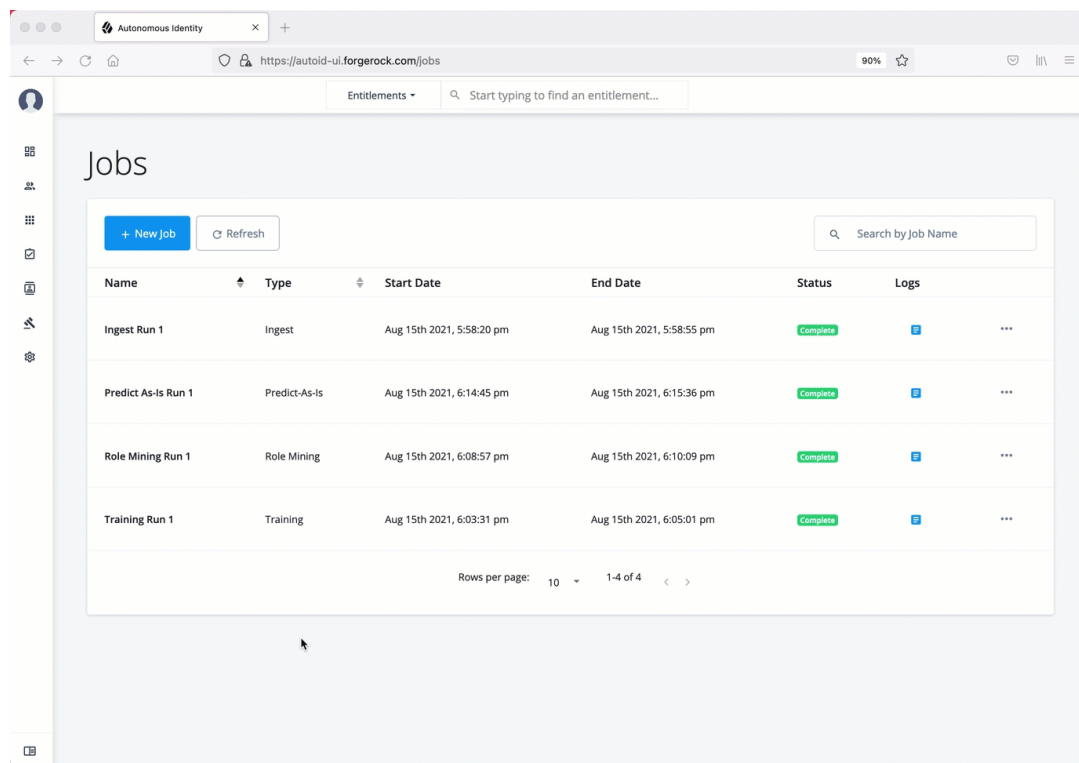 Autonomous Identity
https://autoid-ui.forgerock.com/jobs
90%
Entitlements
Start typing to find an entitlement...
Jobs
+ New Job
Refresh
Search by Job Name
Name Type Start Date End Date Status Logs
Ingest Run 1 Ingest Aug 15th 2021, 5:58:20 pm Aug 15th 2021, 5:58:55 pm Complete
Predict As-Is Run 1 Predict-As-Is Aug 15th 2021, 6:14:45 pm Aug 15th 2021, 6:15:36 pm Complete
Role Mining Run 1 Role Mining Aug 15th 2021, 6:08:57 pm Aug 15th 2021, 6:10:09 pm Complete
Training Run 1 Training Aug 15th 2021, 6:03:31 pm Aug 15th 2021, 6:05:01 pm Complete
Rows per page: 10 1-4 of 4